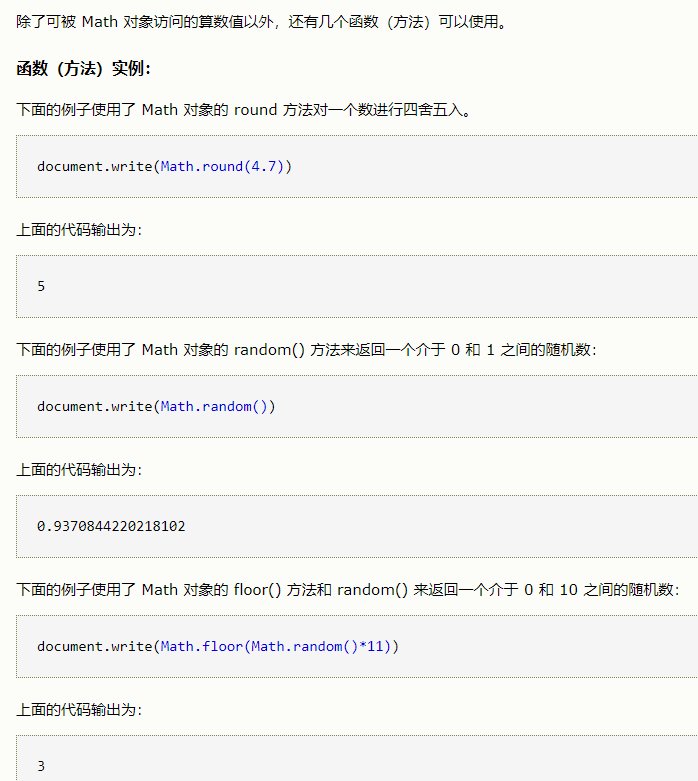 除了可被 Math 对象访问的算数值以外，还有几个函数（方法）可以使用。
函数（方法）实例：
下面的例子使用了 Math 对象的 round 方法对一个数进行四舍五入。
document.write(Math.round(4.7))
上面的代码输出为：
5
下面的例子使用了 Math 对象的 random() 方法来返回一个介于 0 和 1 之间的随机数：
document.write(Math.random())
上面的代码输出为：
0.9370844220218102
下面的例子使用了 Math 对象的 floor() 方法和 random() 来返回一个介于 0 和 10 之间的随机数：
document.write(Math.floor(Math.random()*11))
上面的代码输出为：
3